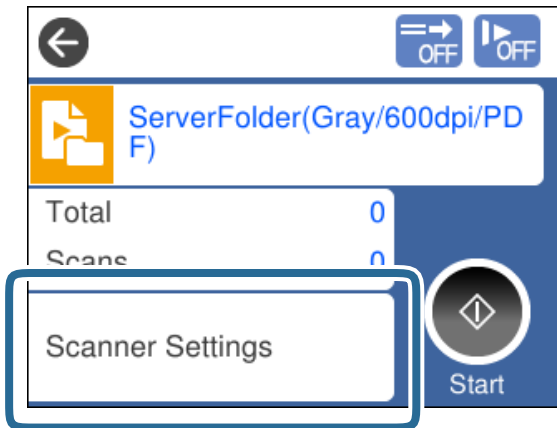 OFF
OFF
ServerFolder(Gray/600dpi/PD
F)
Total 0
Scans 0
Scanner Settings
Start